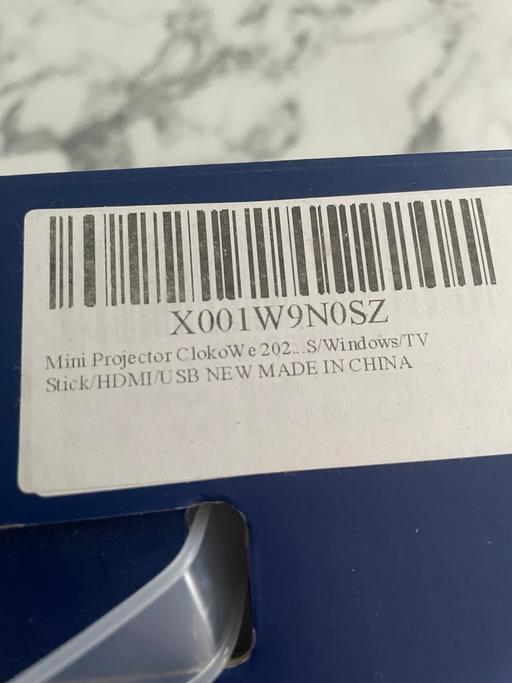 X001W9N0SZ
Mini Projector ClokoWe 202...S/Windows/TV
Stick/HDMI/USB NEW MADE IN CHINA